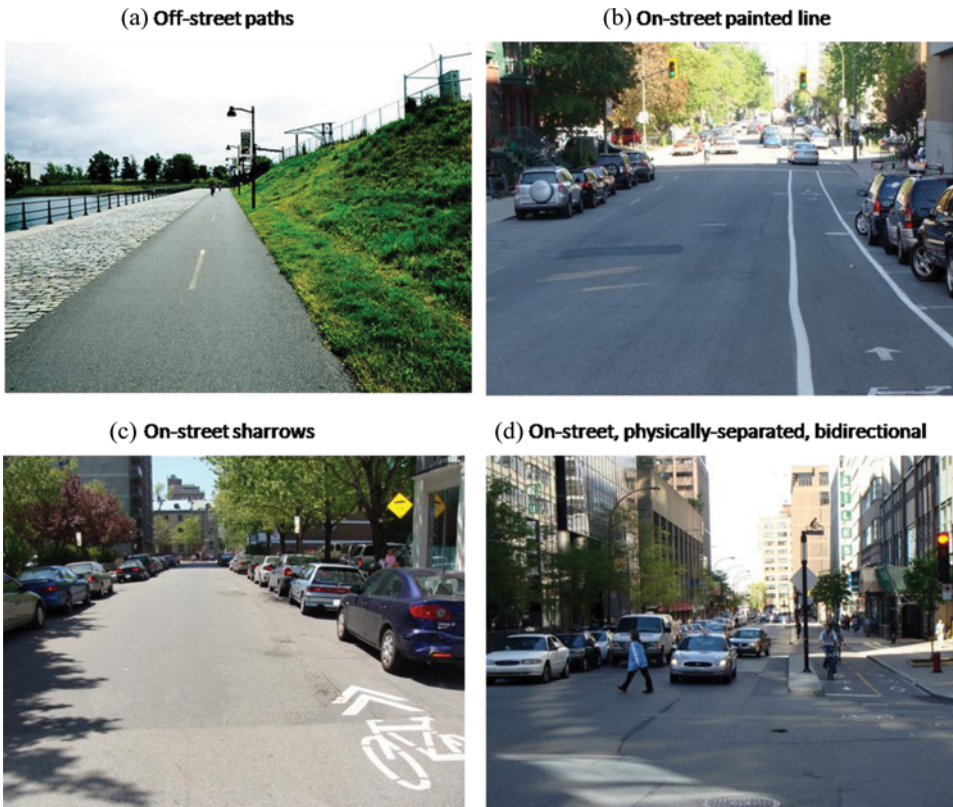 (a) Off-street paths
(b) On-street painted line
(c) On-street sharrows
(d) On-street, physically-separated, bidirectional